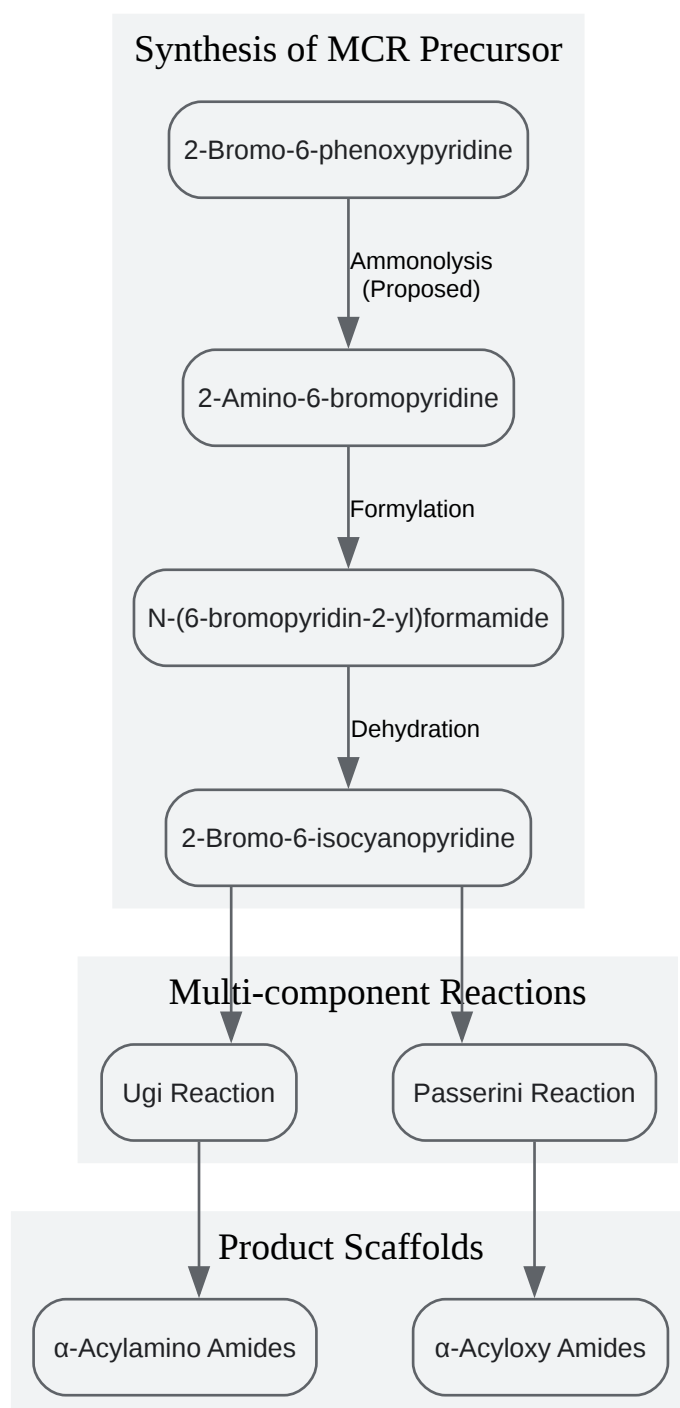 Synthesis of MCR Precursor
2-Bromo-6-phenoxypyridine
Ammonolysis
(Proposed)
2-Amino-6-bromopyridine
Formylation
N-(6-bromopyridin-2-yl)formamide
Dehydration
2-Bromo-6-isocyanopyridine
Multi-component Reactions
Ugi Reaction
Passerini Reaction
Product Scaffolds
α-Acylamino Amides
α-Acyloxy Amides